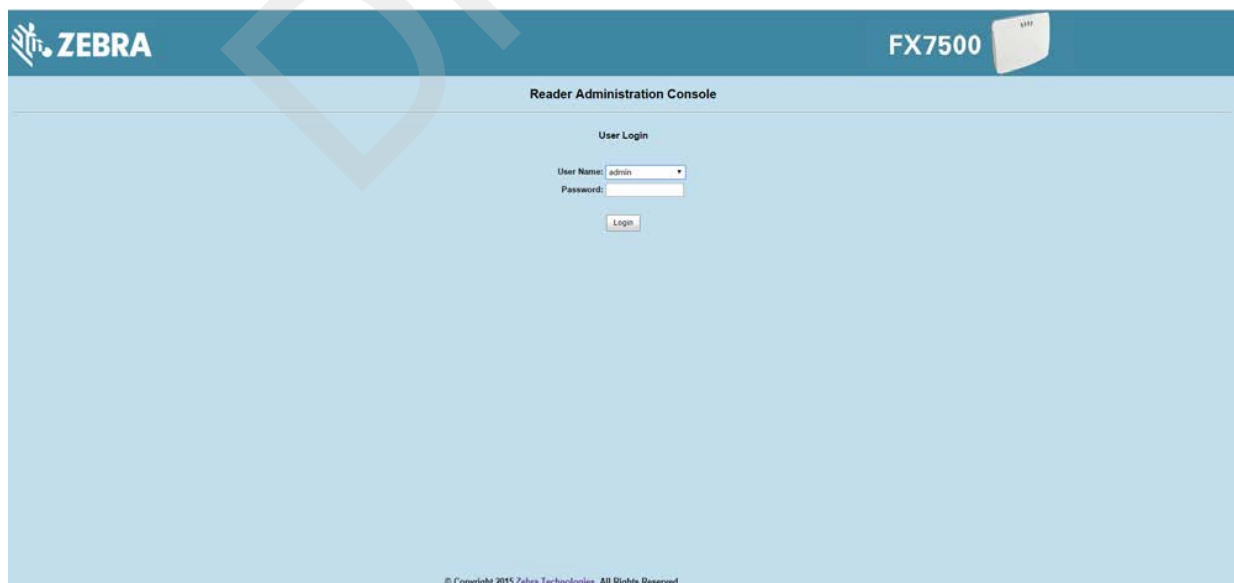 ZEBRA
FX7500
Reader Administration Console
User Login
User Name: admin
Password:
Login
© Copyright 2015 Zebra Technologies. All Rights Reserved.